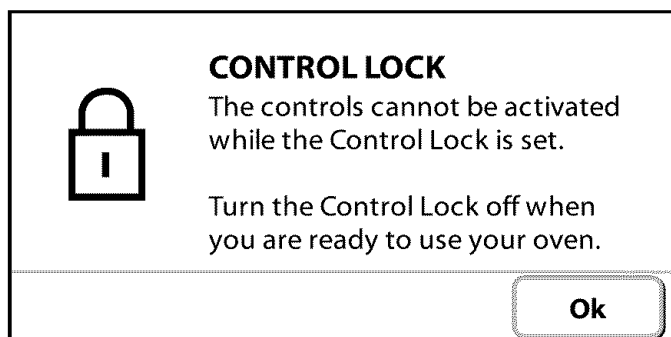 CONTROL LOCK
The controls cannot be activated
while the Control Lock is set.
Turn the Control Lock off when
you are ready to use your oven.
Ok